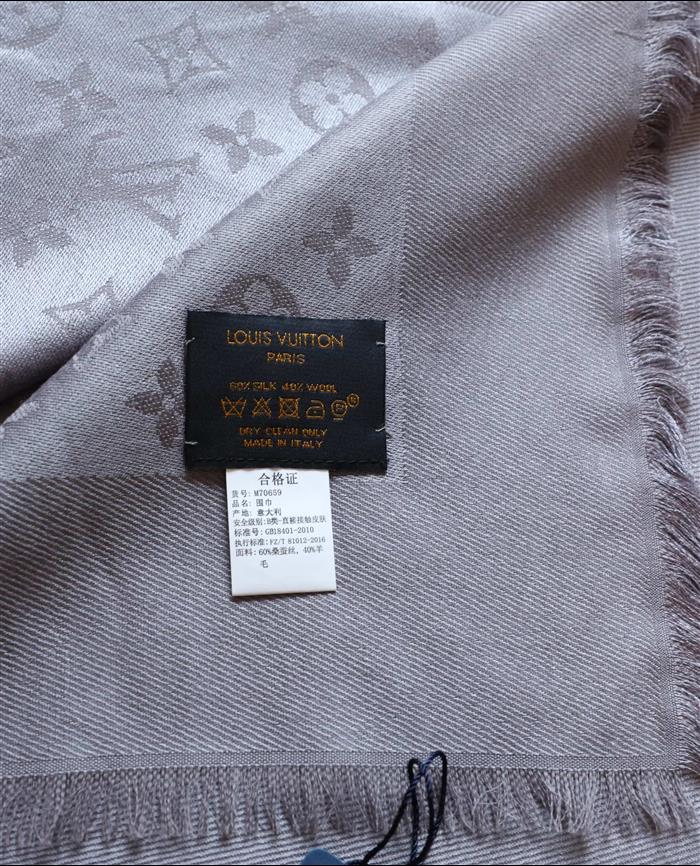 LOUIS VUITTON
PARIS
60% SILK 40% WOOL
DRY CLEAN ONLY
MADE IN ITALY
合格证
货号: M70659
品名: 围巾
产地: 意大利
安全级别:B类-直接接触皮肤
标准号: GB18401-2010
执行标准: FZ/T 81012-2016
面料: 60%桑蚕丝, 40%羊
毛